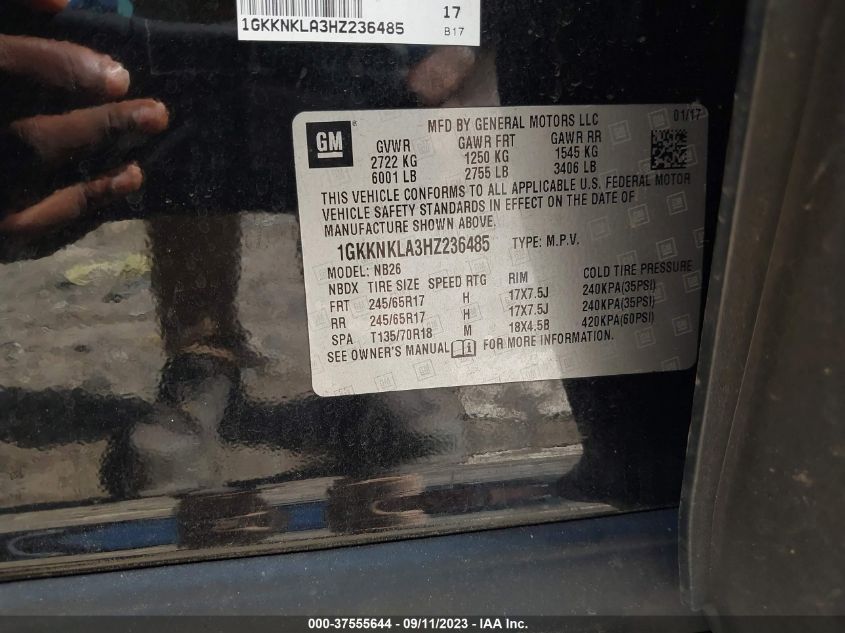 1GKKNKLA3HZ236485
17
B17
GM
MFD BY GENERAL MOTORS LLC
01/17
GVWR GAWR FRT GAWR RR
2722 KG 1250 KG 1545 KG
6001 LB 2755 LB 3406 LB
THIS VEHICLE CONFORMS TO ALL APPLICABLE U.S. FEDERAL MOTOR
VEHICLE SAFETY STANDARDS IN EFFECT ON THE DATE OF
MANUFACTURE SHOWN ABOVE.
1GKKNKLA3HZ236485 TYPE: M.P.V.
MODEL: NB26
NBDX TIRE SIZE SPEED RTG RIM COLD TIRE PRESSURE
FRT 245/65R17 H 17X7.5J 240KPA(35PSI)
RR 245/65R17 H 17X7.5J 240KPA(35PSI)
SPA T135/70R18 M 18X4.5B 420KPA(60PSI)
SEE OWNER'S MANUAL FOR MORE INFORMATION.
000-37555644 - 09/11/2023 - IAA Inc.